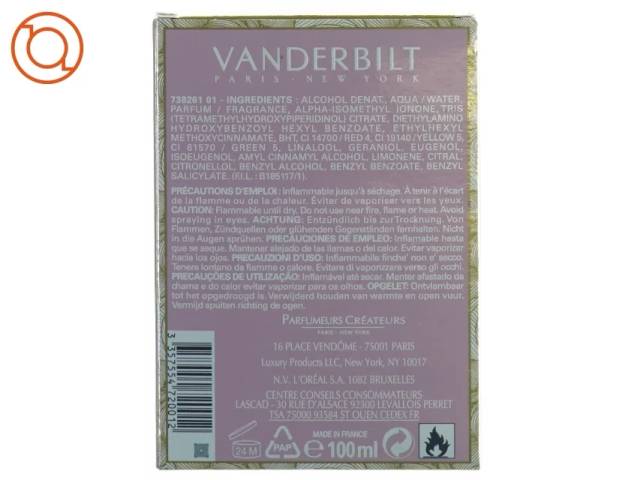 VANDERBILT
PARIS - NEW YORK
738261 01 - INGREDIENTS : ALCOHOL DENAT., AQUA / WATER,
PARFUM / FRAGRANCE, ALPHA-ISOMETHYL IONONE, TRIS
(TETRAMETHYLHYDROXYPIPERIDINOL) CITRATE, DIETHYLAMINO
HYDROXYBENZOYL HEXYL BENZOATE, ETHYLHEXYL
METHOXYCINNAMATE, BHT, CI 14700 / RED 4, CI 19140 /YELLOW 5,
CI 61570 / GREEN 5, LINALOOL, GERANIOL, EUGENOL,
ISOEUGENOL, AMYL CINNAMYL ALCOHOL, LIMONENE, CITRAL,
CITRONELLOL, BENZYL ALCOHOL, BENZYL BENZOATE, BENZYL
SALICYLATE. (F.I.L. : B185117/1).
PRÉCAUTIONS D'EMPLOI : Inflammable jusqu'à séchage. À tenir à l'écart
de la flamme ou de la chaleur. Éviter de vaporiser vers les yeux.
CAUTION: Flammable until dry. Do not use near fire, flame or heat. Avoid
spraying in eyes. ACHTUNG: Entzündlich bis zur Trocknung. Von
Flammen, Zündquellen oder glühenden Gegenständen fernhalten. Nicht
in die Augen sprühen. PRECAUCIONES DE EMPLEO: Inflamable hasta
que se seque. Mantener alejado de las llamas o del calor. Evitar vaporizar
hacia los ojos. PRECAUZIONI D'USO: Infiammabile finche' non e' secco.
Tenere lontano da fiamme o calore. Evitare di vaporizzare verso gli occhi.
PRECAUÇÕES DE UTILIZAÇÃO: Inflamável até secar. Manter afastado da
chama e do calor evitar vaporizar para os olhos. OPGELET: Ontvlambaar
tot het opgedroogd is. Verwijderd houden van warmte en open vuur.
Vermijd spuiten richting de ogen.
PARFUMEURS CRÉATEURS
PARIS - NEW YORK
16 PLACE VENDÔME - 75001 PARIS
Luxury Products LLC, New York, NY 10017
N.V. L'ORÉAL S.A. 1082 BRUXELLES
CENTRE CONSEILS CONSOMMATEURS
LASCAD - 30 RUE D'ALSACE 92300 LEVALLOIS PERRET
TSA 75000 93584 ST OUEN CEDEX FR
3 357554 720012
24 M
PAP
MADE IN FRANCE
e 100 ml